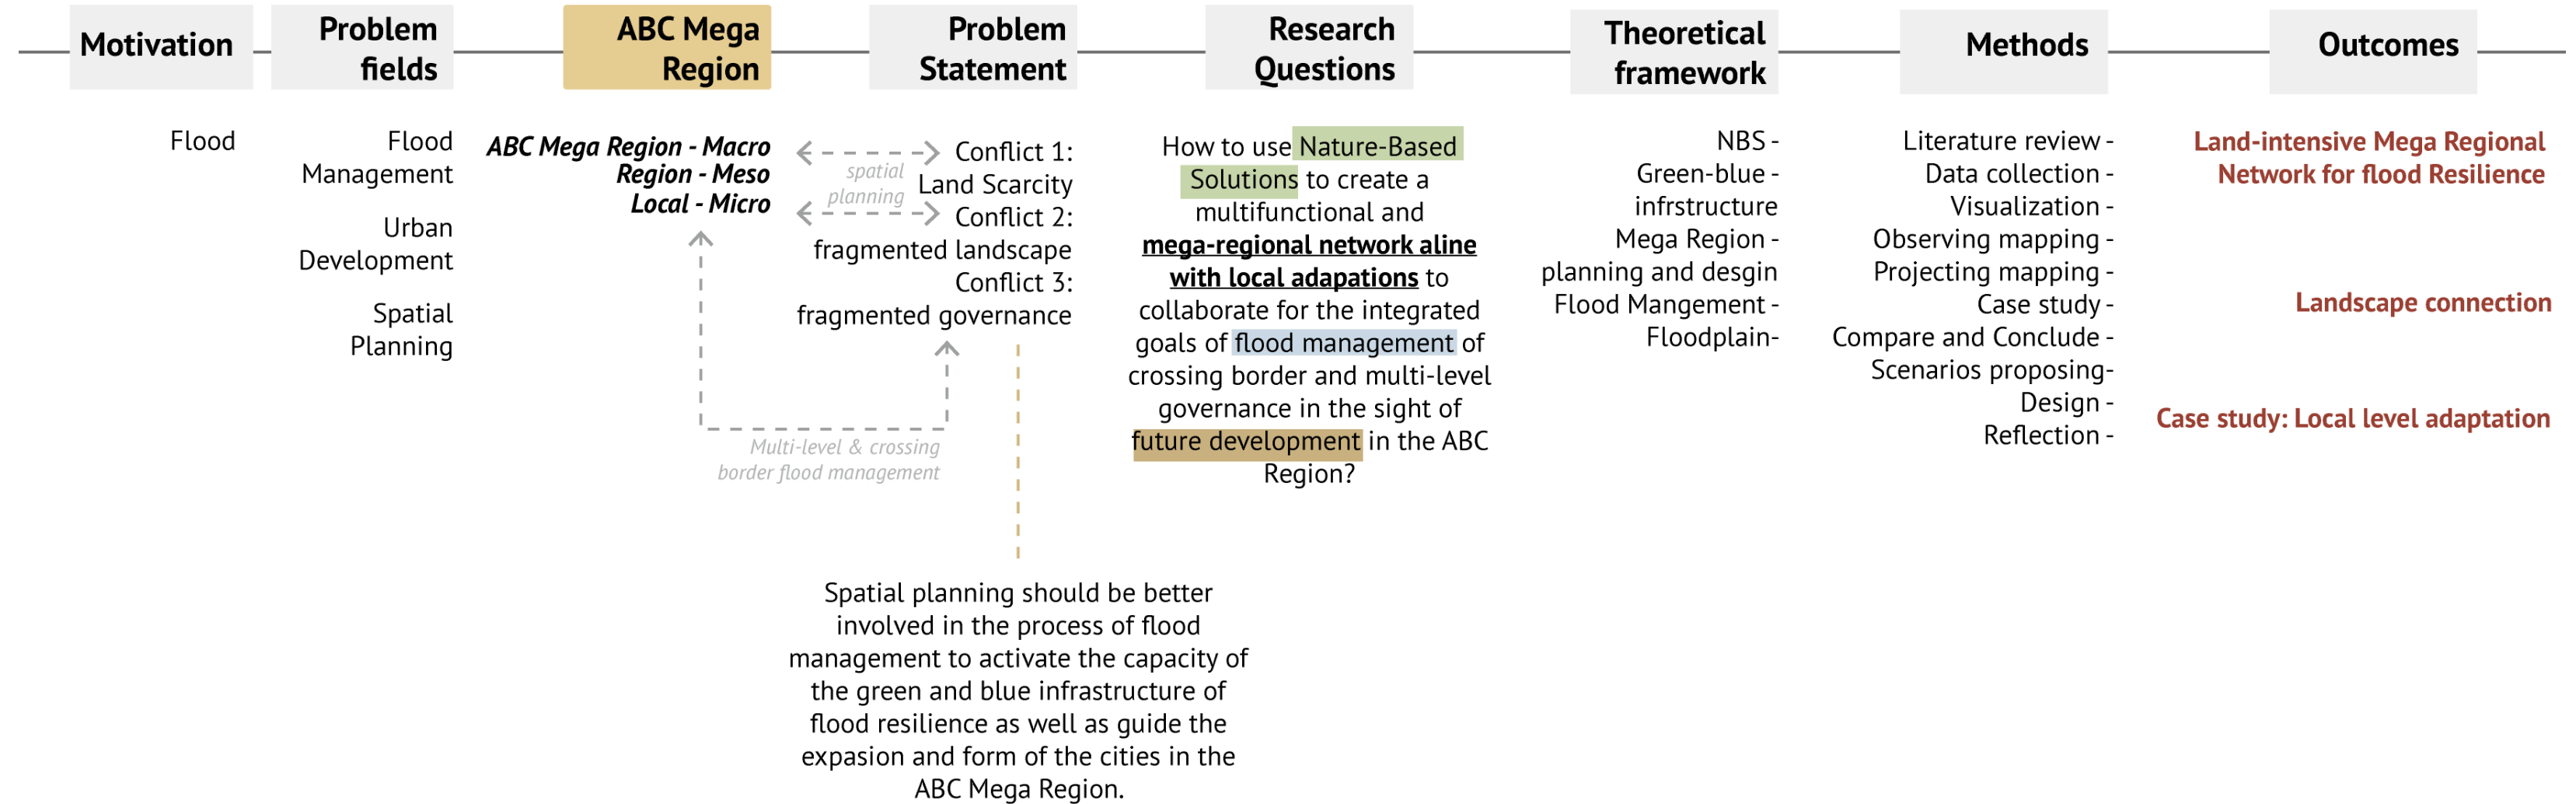 Motivation
Problem
fields
ABC Mega
Region
Problem
Statement
Research
Questions
Theoretical
framework
Methods
Outcomes
Flood
Flood
Management
Urban
Development
Spatial
Planning
ABC Mega Region - Macro
Region - Meso
Local - Micro
spatial
planning
Multi-level & crossing
border flood management
Conflict 1:
Land Scarcity
Conflict 2:
fragmented landscape
Conflict 3:
fragmented governance
Spatial planning should be better
involved in the process of flood
management to activate the capacity of
the green and blue infrastructure of
flood resilience as well as guide the
expasion and form of the cities in the
ABC Mega Region.
How to use Nature-Based
Solutions to create a
multifunctional and
mega-regional network aline
with local adapations to
collaborate for the integrated
goals of flood management of
crossing border and multi-level
governance in the sight of
future development in the ABC
Region?
NBS -
Green-blue -
infrstructure
Mega Region -
planning and desgin
Flood Mangement -
Floodplain-
Literature review -
Data collection -
Visualization -
Observing mapping -
Projecting mapping -
Case study -
Compare and Conclude -
Scenarios proposing-
Design -
Reflection -
Land-intensive Mega Regional
Network for flood Resilience
Landscape connection
Case study: Local level adaptation